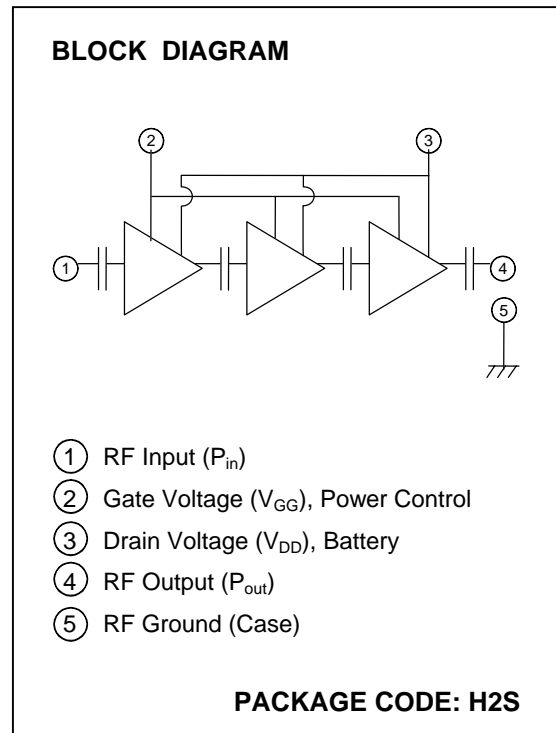 BLOCK DIAGRAM
2 3
1 4
5
1 RF Input (Pin)
2 Gate Voltage (VGG), Power Control
3 Drain Voltage (VDD), Battery
4 RF Output (Pout)
5 RF Ground (Case)
PACKAGE CODE: H2S